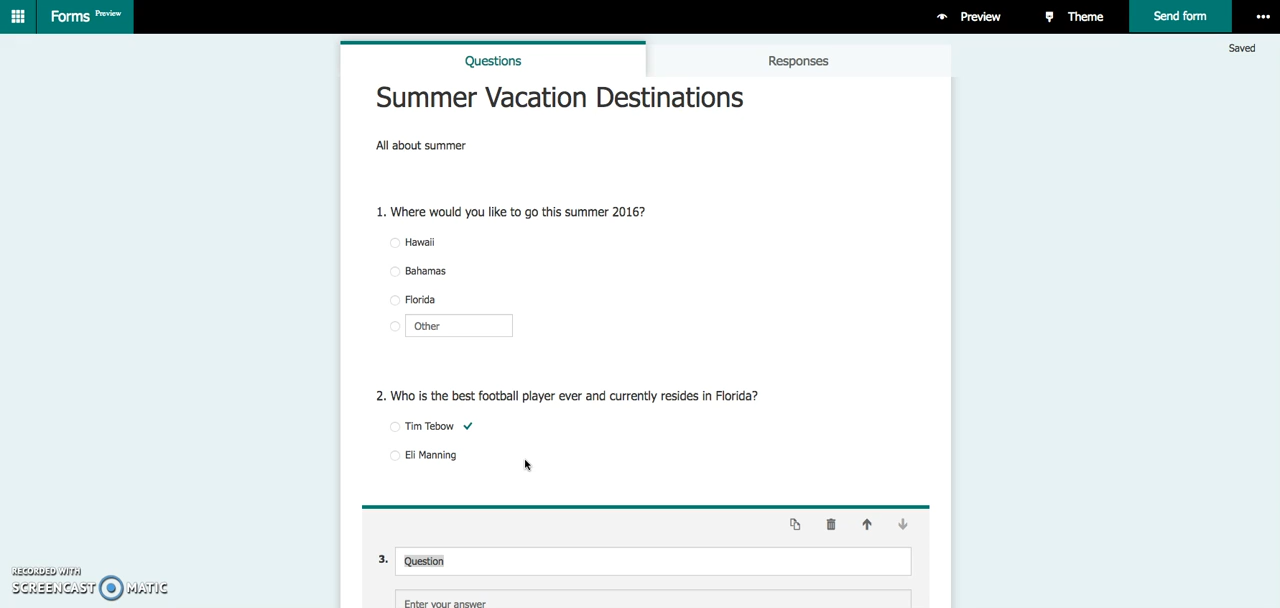 Forms Preview
Preview
Theme
Send form
Saved
Questions
Responses
Summer Vacation Destinations
All about summer
1. Where would you like to go this summer 2016?
Hawaii
Bahamas
Florida
Other
2. Who is the best football player ever and currently resides in Florida?
Tim Tebow
Eli Manning
3. Question
Enter your answer
RECORDED WITH
SCREENCAST MATIC